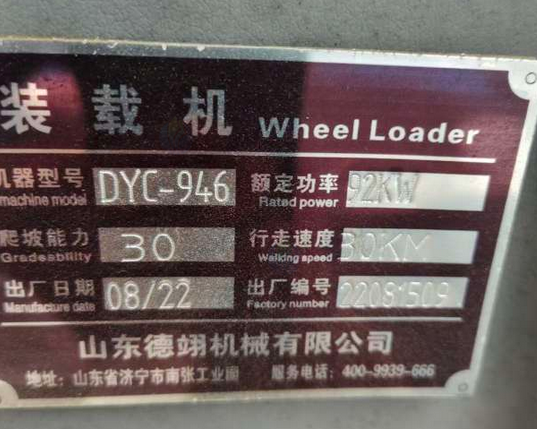 装载机 Wheel Loader
机器型号 DYC-946 额定功率 92KW
machine model Rated power
爬坡能力 30 行走速度 30KM
Gradeability Walking speed
出厂日期 08/22 出厂编号 22081509
Manufacture date Factory number
山东德翊机械有限公司
地址：山东省济宁市南张工业园 服务电话：400-9939-666